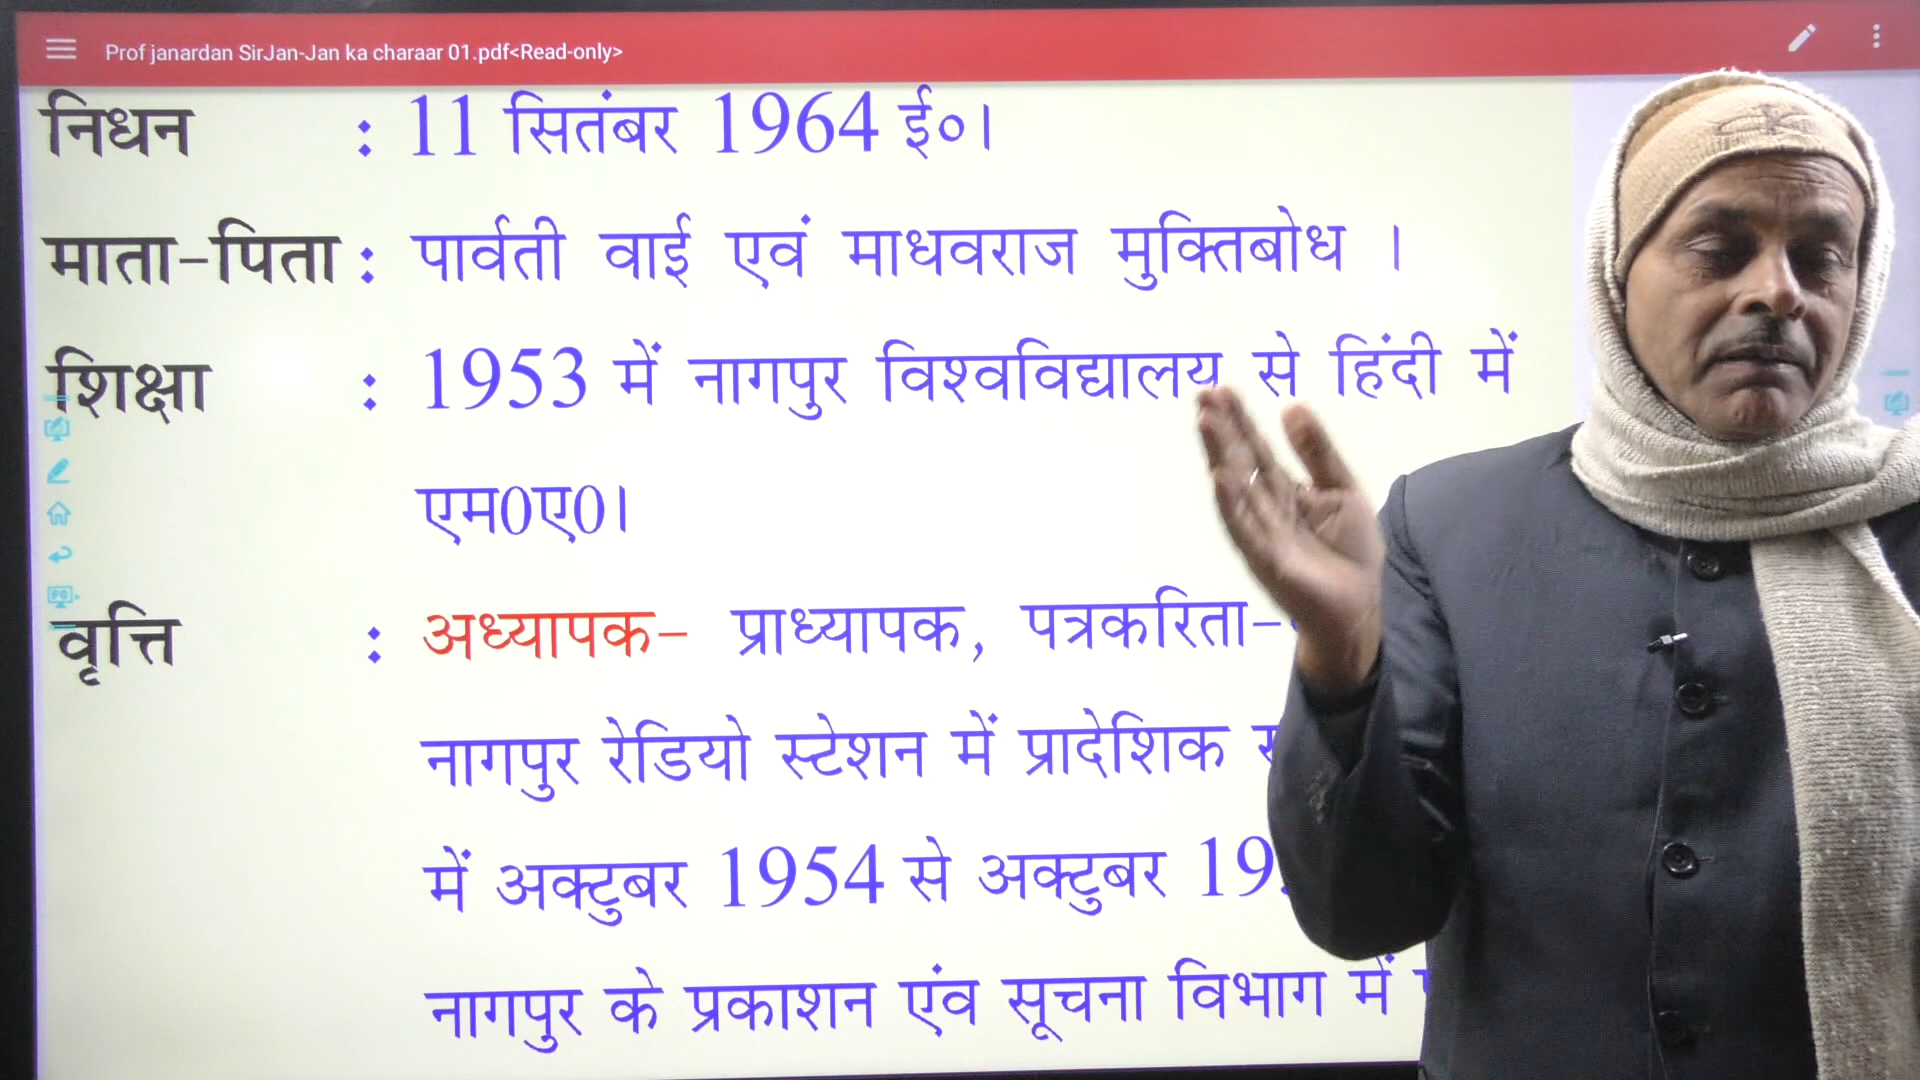 Prof janardan SirJan-Jan ka charaar 01.pdf<Read-only>
निधन : 11 सितंबर 1964 ई०।
माता-पिता : पार्वती वाई एवं माधवराज मुक्तिबोध ।
शिक्षा : 1953 में नागपुर विश्वविद्यालय से हिंदी में
एम0ए0।
वृत्ति : अध्यापक- प्राध्यापक, पत्रकारिता-
नागपुर रेडियो स्टेशन में प्रादेशिक
में अक्टुबर 1954 से अक्टुबर
नागपुर के प्रकाशन एंव सूचना विभाग में